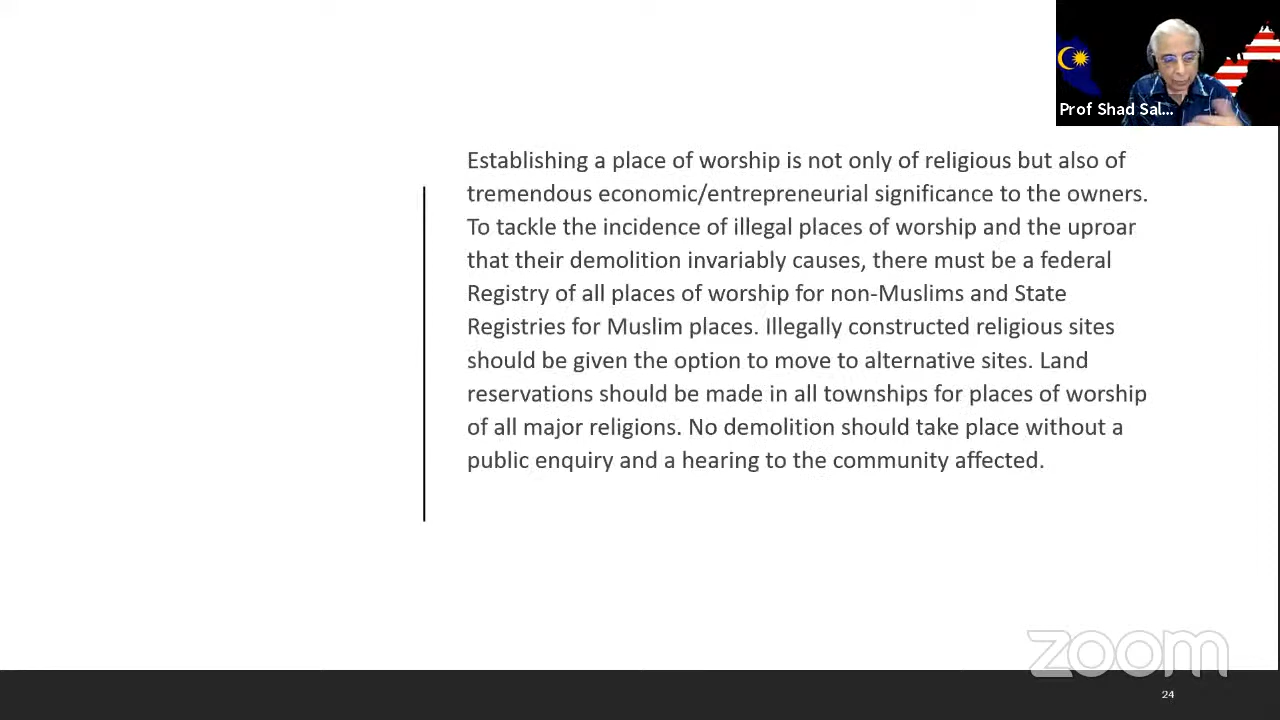 Prof Shad Sal...
Establishing a place of worship is not only of religious but also of
tremendous economic/entrepreneurial significance to the owners.
To tackle the incidence of illegal places of worship and the uproar
that their demolition invariably causes, there must be a federal
Registry of all places of worship for non-Muslims and State
Registries for Muslim places. Illegally constructed religious sites
should be given the option to move to alternative sites. Land
reservations should be made in all townships for places of worship
of all major religions. No demolition should take place without a
public enquiry and a hearing to the community affected.
zoom
24